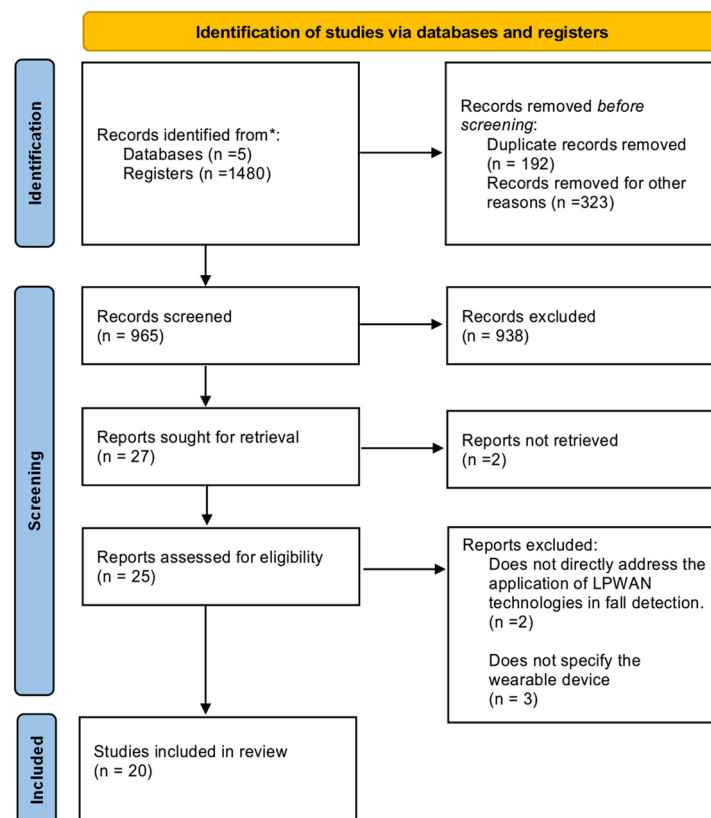 Identification of studies via databases and registers
Identification
Records identified from*:
Databases (n =5)
Registers (n =1480)
Records removed before
screening:
Duplicate records removed
(n = 192)
Records removed for other
reasons (n =323)
Screening
Records screened
(n = 965)
Records excluded
(n = 938)
Reports sought for retrieval
(n = 27)
Reports not retrieved
(n =2)
Reports assessed for eligibility
(n = 25)
Reports excluded:
Does not directly address the
application of LPWAN
technologies in fall detection.
(n =2)
Does not specify the
wearable device
(n = 3)
Included
Studies included in review
(n = 20)